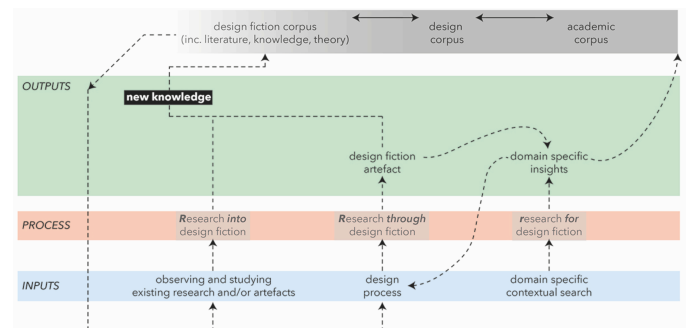 design fiction corpus
(inc. literature, knowledge, theory)
design
corpus
academic
corpus
OUTPUTS
new knowledge
design fiction
artefact
domain specific
insights
PROCESS
Research into
design fiction
Research through
design fiction
research for
design fiction
INPUTS
observing and studying
existing research and/or artefacts
design
process
domain specific
contextual search